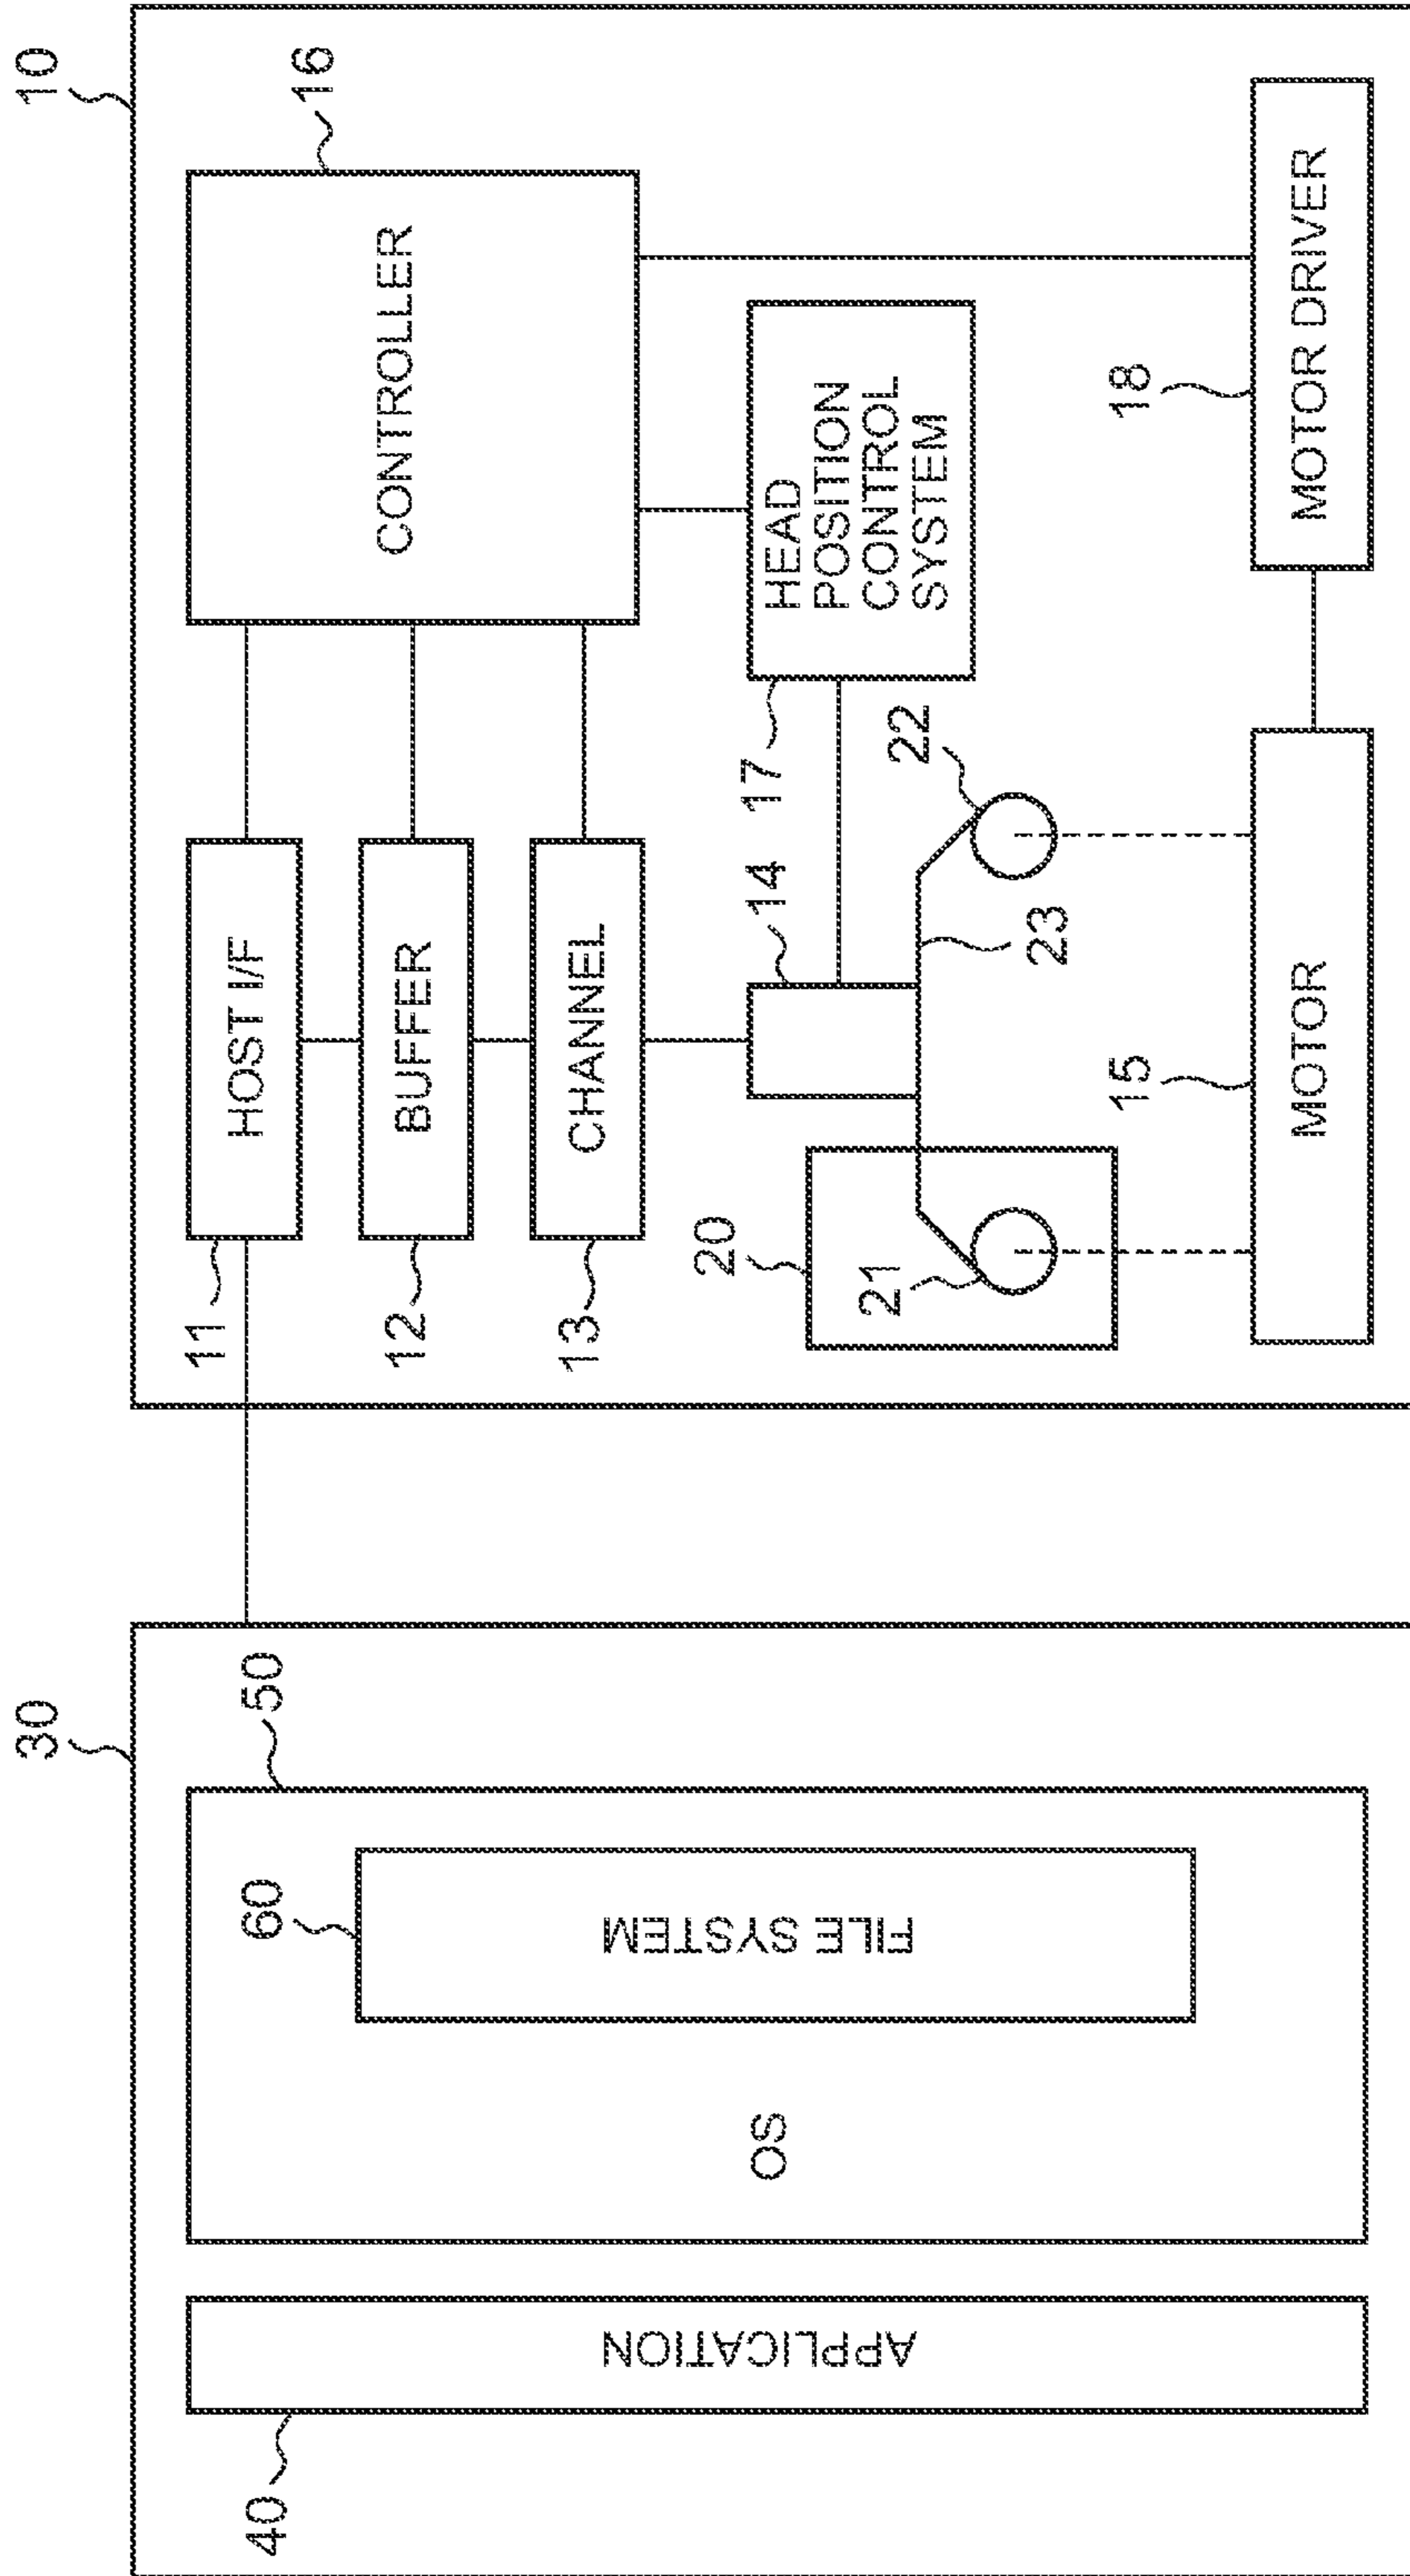 30
10
40
APPLICATION
OS
50
60
FILE SYSTEM
11
HOST I/F
12
BUFFER
13
CHANNEL
CONTROLLER
16
20
21
14
17
HEAD
POSITION
CONTROL
SYSTEM
22
23
15
MOTOR
18
MOTOR DRIVER